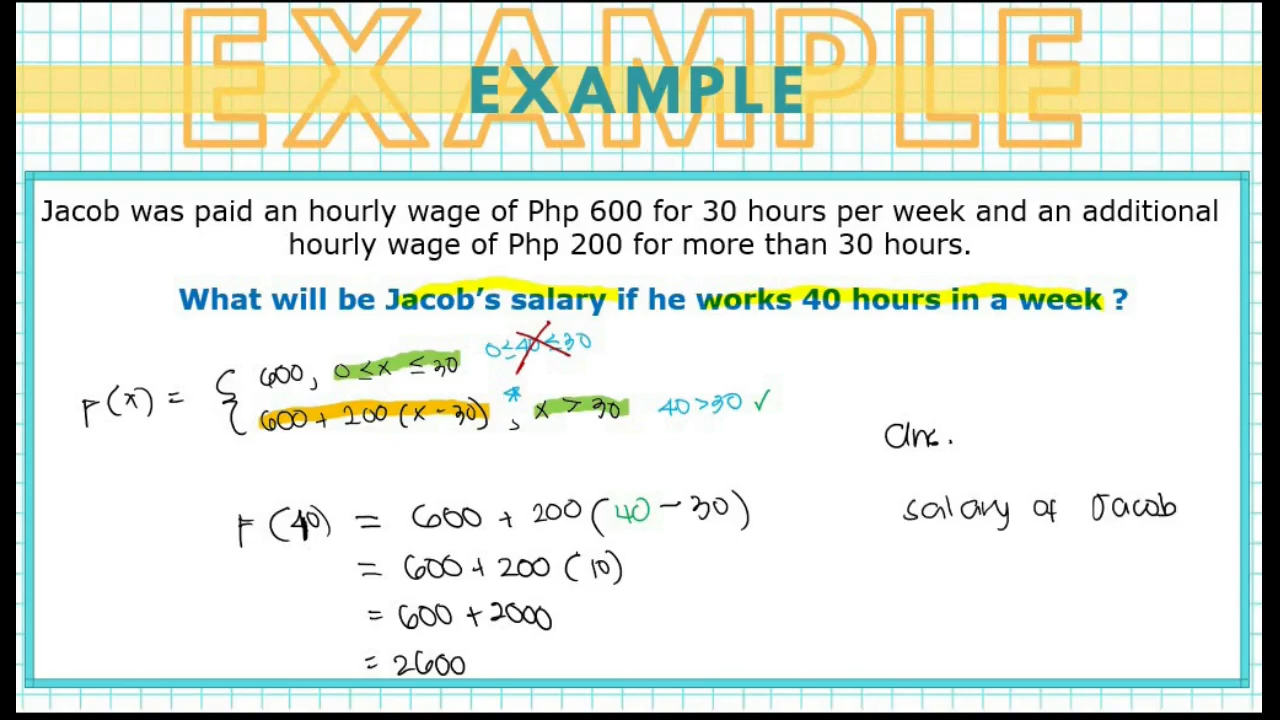 EXAMPLE
EXAMPLE
Jacob was paid an hourly wage of Php 600 for 30 hours per week and an additional
hourly wage of Php 200 for more than 30 hours.
What will be Jacob's salary if he works 40 hours in a week ?
0≤40≤30
F(x) = { 600, 0≤x≤30
600+200(x-30) * , x>30 40>30 ✓
Ans.
F(40) = 600+200(40-30)
salary of Jacob
= 600+200(10)
= 600+2000
= 2600